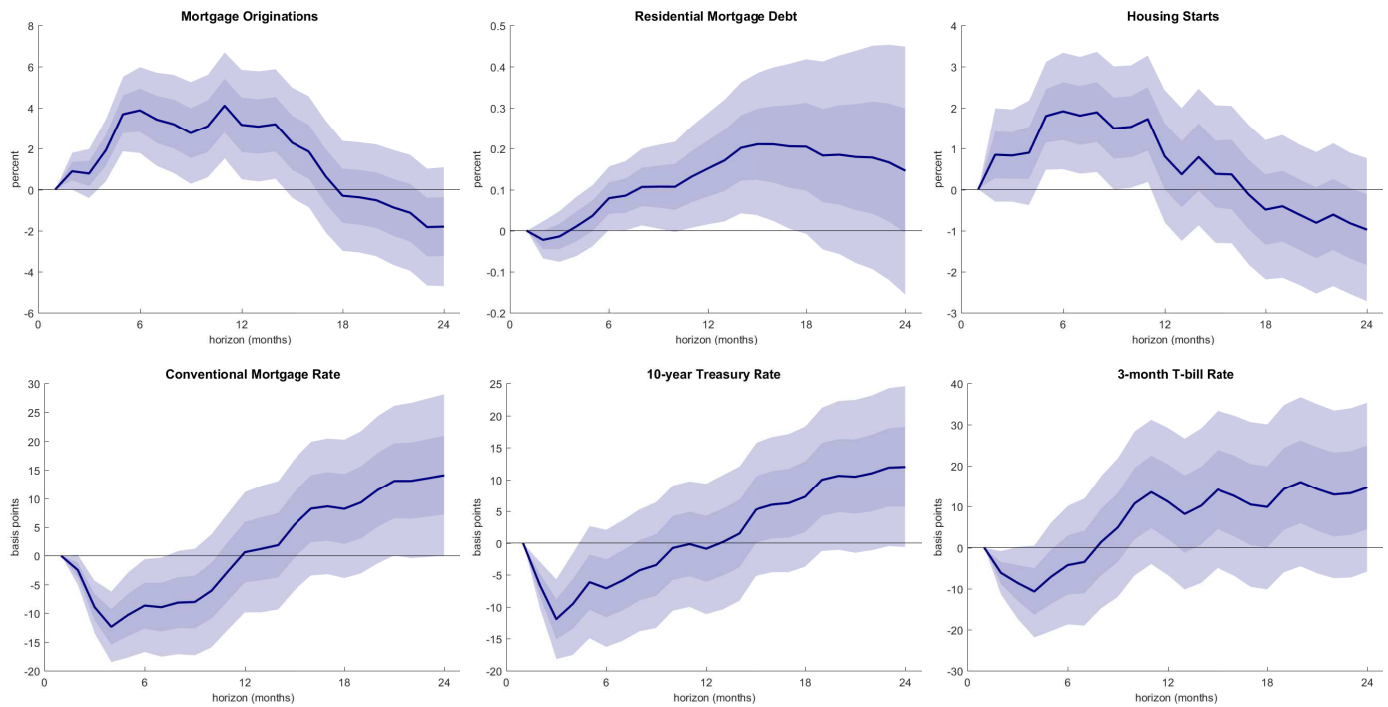 Mortgage Originations
8
6
4
2
0
-2
-4
-6
percent
0 6 12 18 24
horizon (months)
Residential Mortgage Debt
0.5
0.4
0.3
0.2
0.1
0
-0.1
-0.2
percent
0 6 12 18 24
horizon (months)
Housing Starts
4
3
2
1
0
-1
-2
-3
percent
0 6 12 18 24
horizon (months)
Conventional Mortgage Rate
30
25
20
15
10
5
0
-5
-10
-15
-20
basis points
0 6 12 18 24
horizon (months)
10-year Treasury Rate
25
20
15
10
5
0
-5
-10
-15
-20
basis points
0 6 12 18 24
horizon (months)
3-month T-bill Rate
40
30
20
10
0
-10
-20
-30
basis points
0 6 12 18 24
horizon (months)